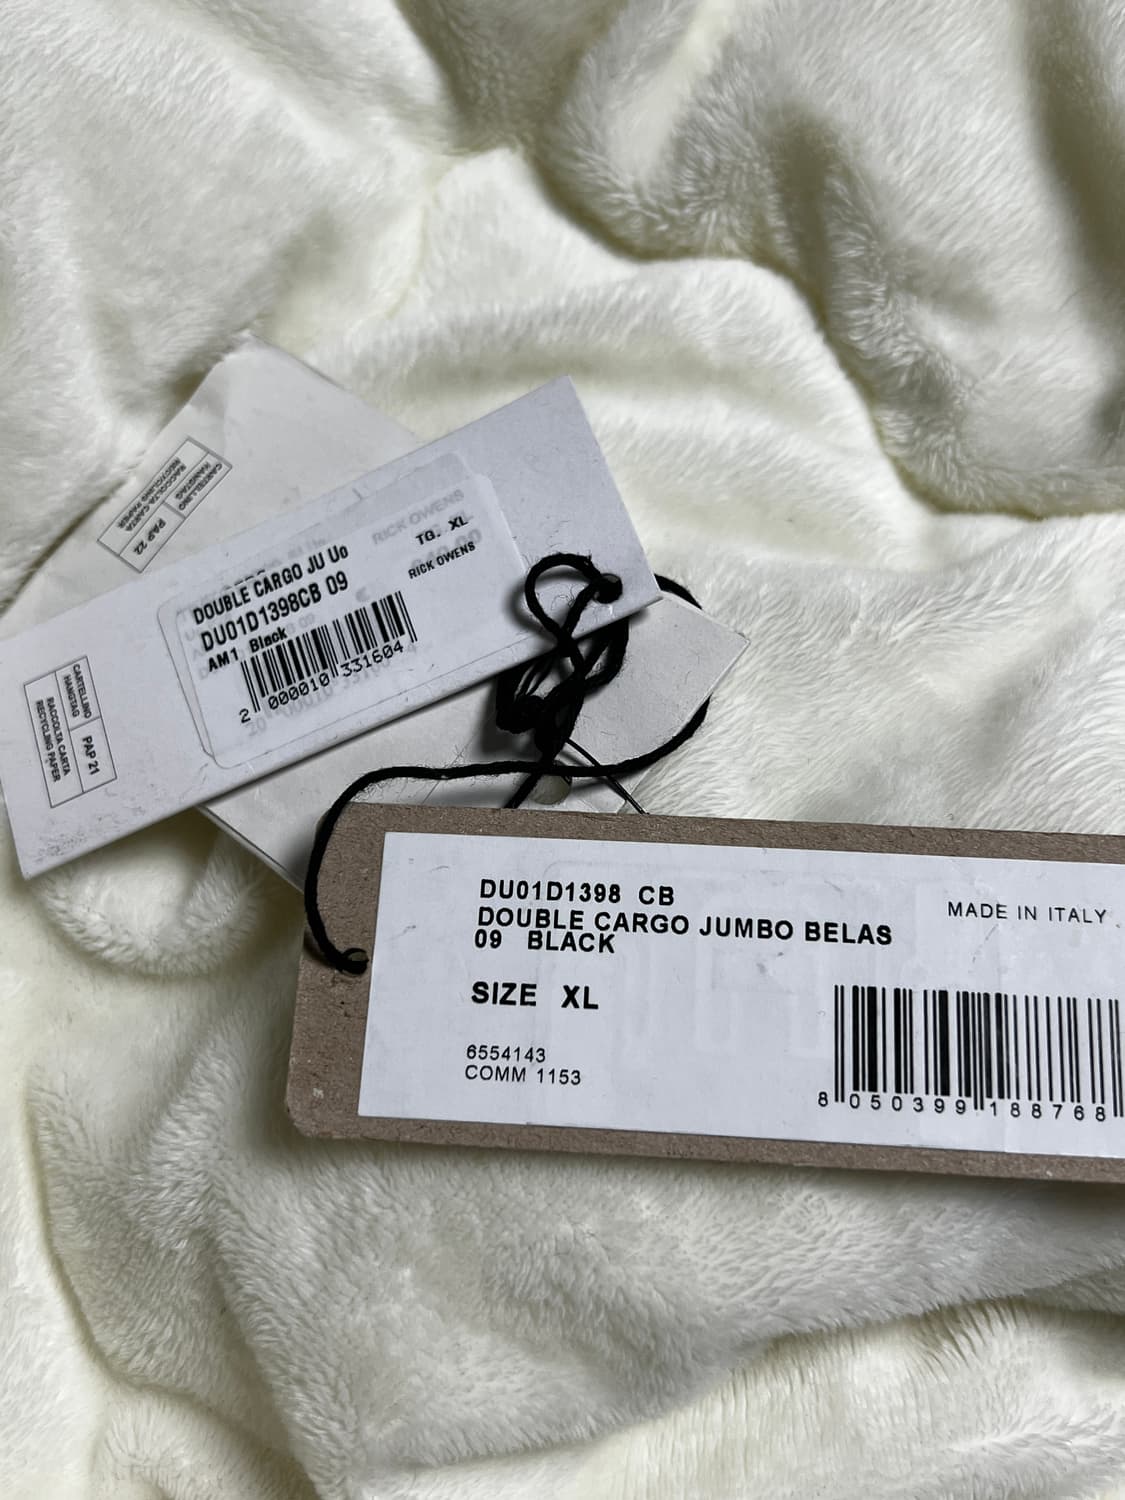 CARTELLINO
HANGTAG
RACCOLTA CARTA
RECYCLING PAPER
PAP 22
RICK OWENS
DOUBLE CARGO JU Uo
TG. XL
DU01D1398CB 09
RICK OWENS
AM1 Black
2 000010 331604
CARTELLINO
HANGTAG
RACCOLTA CARTA
RECYCLING PAPER
PAP 21
DU01D1398 CB
MADE IN ITALY
DOUBLE CARGO JUMBO BELAS
09 BLACK
SIZE XL
6554143
COMM 1153
8 050399 188768